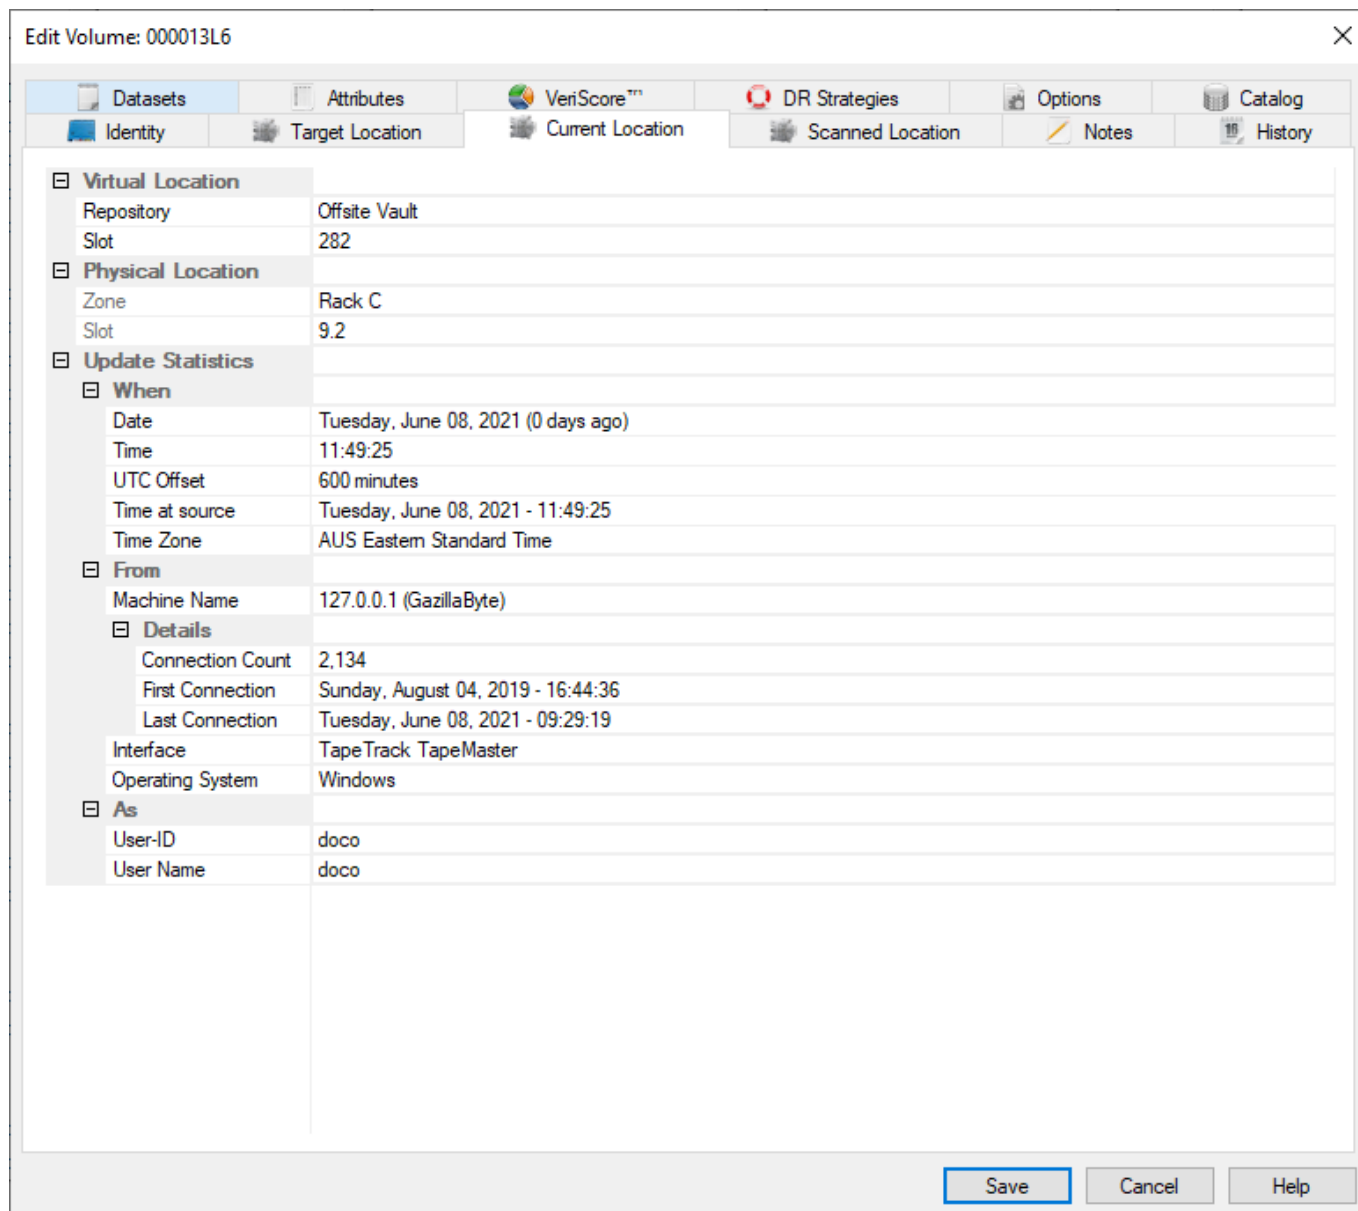 Edit Volume: 000013L6
Datasets Attributes VeriScore™ DR Strategies Options Catalog
Identity Target Location Current Location Scanned Location Notes 16 History
Virtual Location
Repository Offsite Vault
Slot 282
Physical Location
Zone Rack C
Slot 9.2
Update Statistics
When
Date Tuesday, June 08, 2021 (0 days ago)
Time 11:49:25
UTC Offset 600 minutes
Time at source Tuesday, June 08, 2021 - 11:49:25
Time Zone AUS Eastern Standard Time
From
Machine Name 127.0.0.1 (GazillaByte)
Details
Connection Count 2,134
First Connection Sunday, August 04, 2019 - 16:44:36
Last Connection Tuesday, June 08, 2021 - 09:29:19
Interface TapeTrack TapeMaster
Operating System Windows
As
User-ID doco
User Name doco
Save Cancel Help